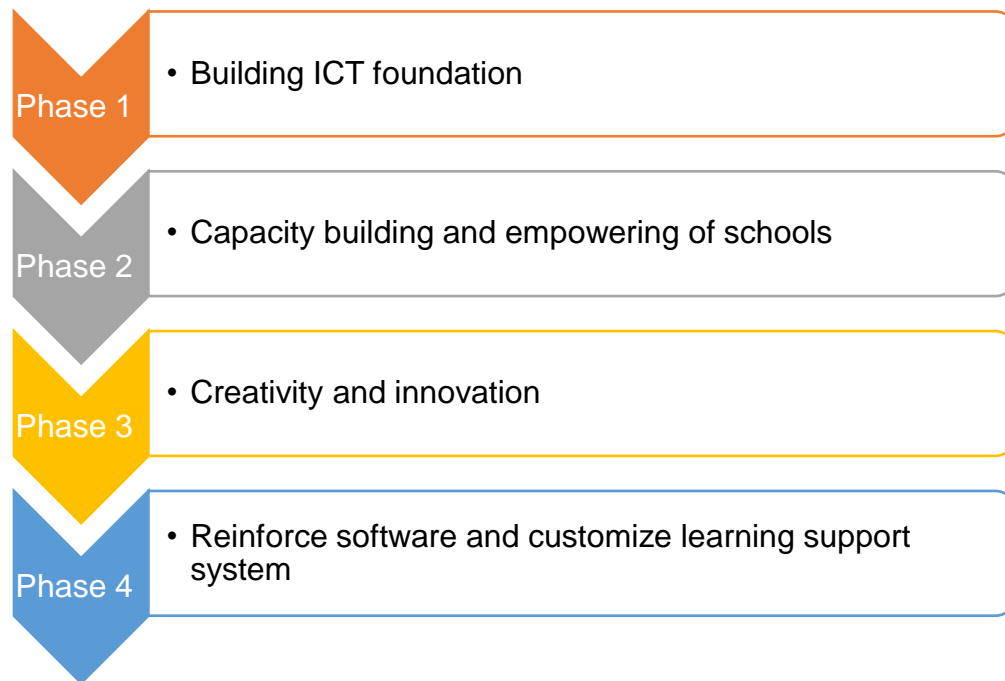 Phase 1
• Building ICT foundation
Phase 2
• Capacity building and empowering of schools
Phase 3
• Creativity and innovation
Phase 4
• Reinforce software and customize learning support
system